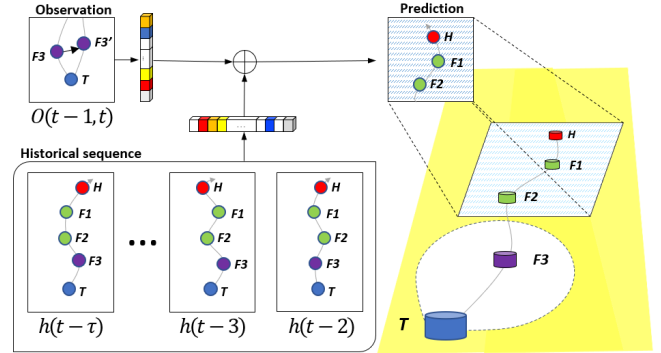 Observation
F3
F3'
T
O(t − 1, t)
Prediction
H
F1
F2
H
F1
F2
F3
T
Historical sequence
H
F1
F2
F3
T
h(t − τ)
...
H
F1
F2
F3
T
h(t − 3)
H
F1
F2
F3
T
h(t − 2)